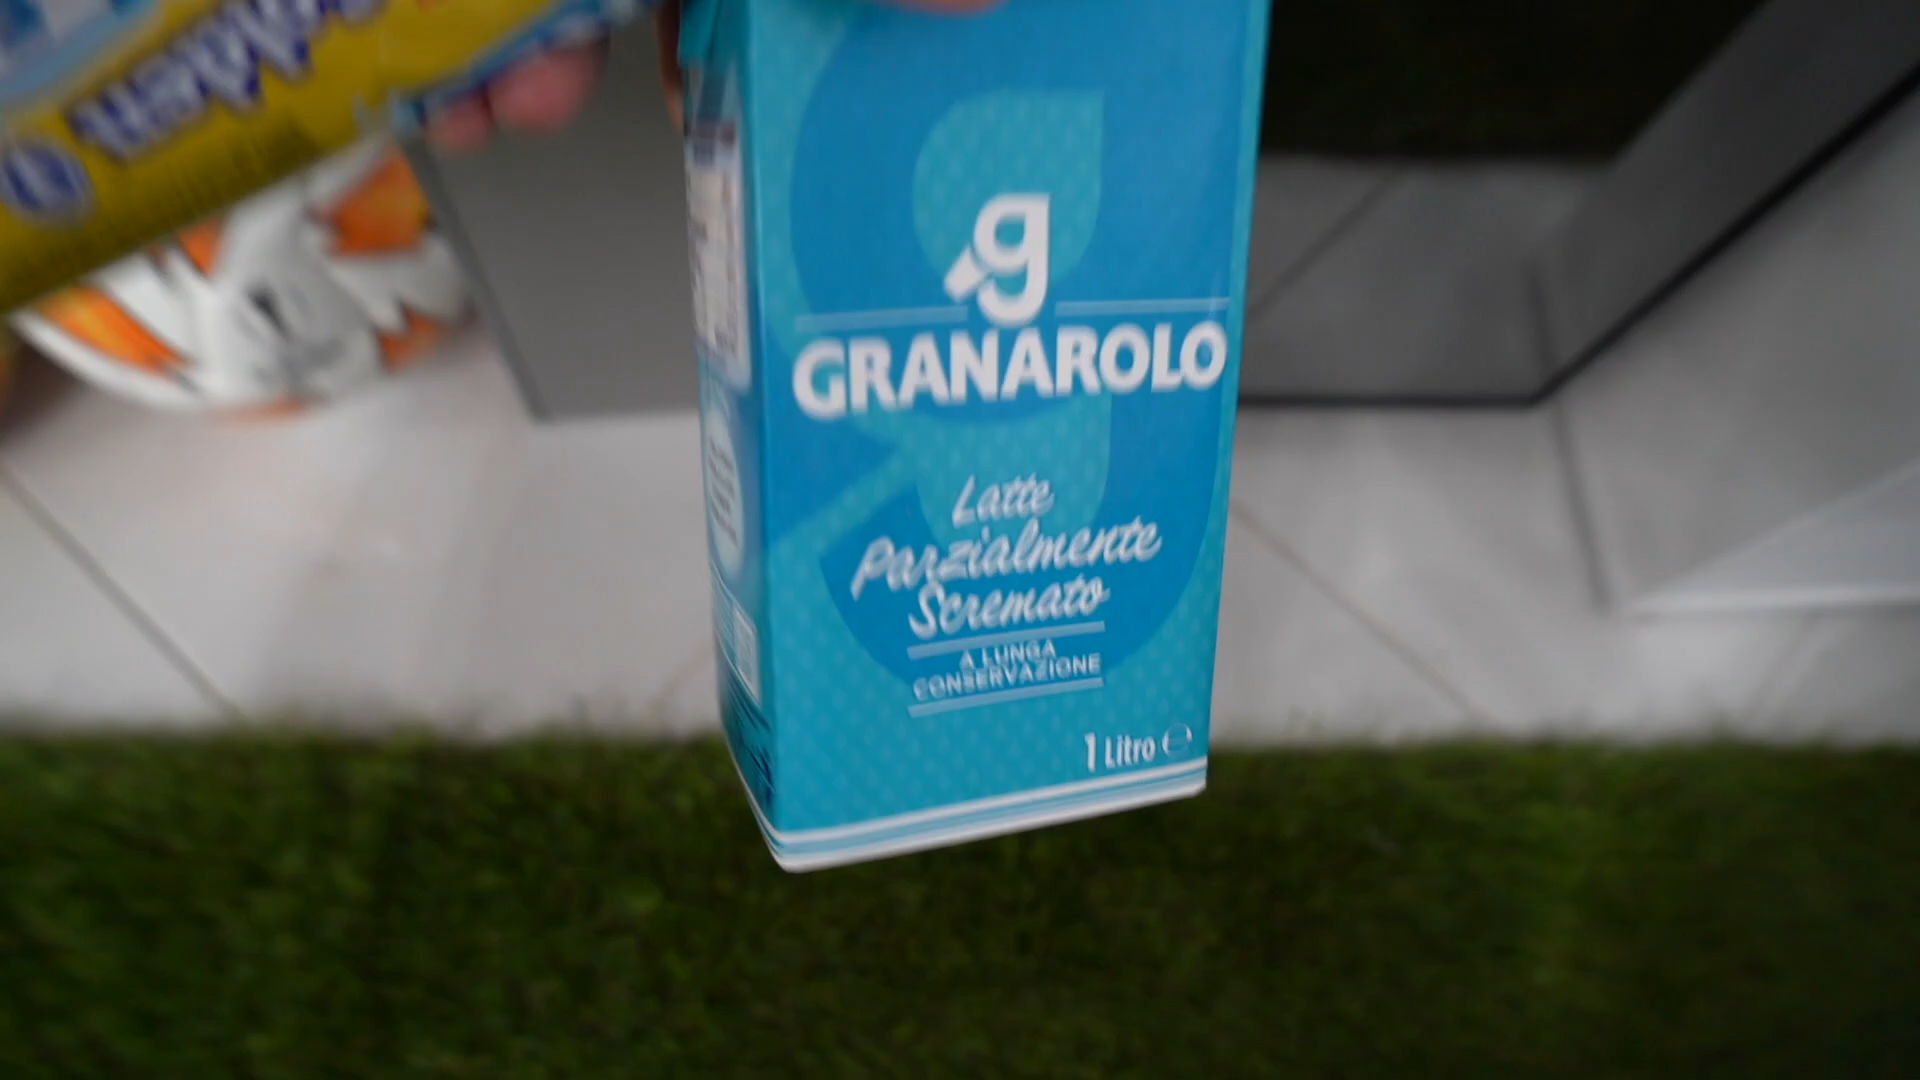 g
GRANAROLO
Latte
Parzialmente
Scremato
A LUNGA
CONSERVAZIONE
1 Litro ℮